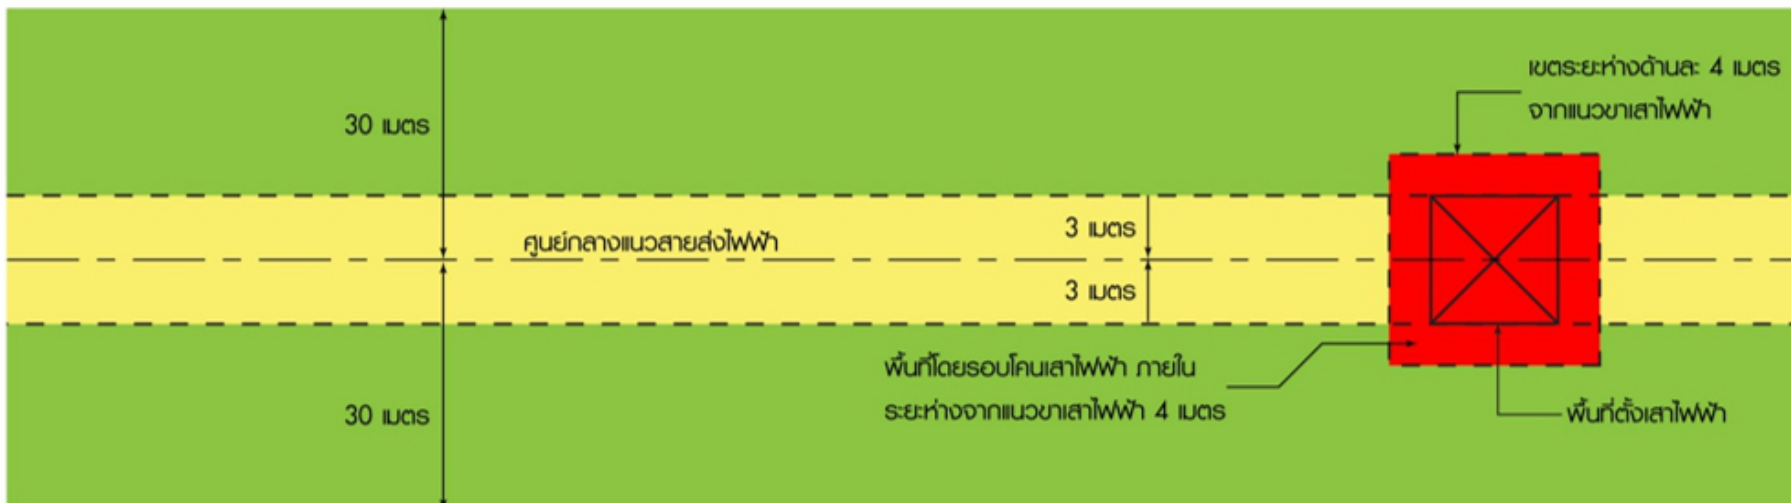 เขตระยะห่างด้านละ 4 เมตร
จากแนวขาเสาไฟฟ้า
30 เมตร
3 เมตร
ศูนย์กลางแนวสายส่งไฟฟ้า
3 เมตร
พื้นที่โดยรอบโคนเสาไฟฟ้า ภายใน
ระยะห่างจากแนวขาเสาไฟฟ้า 4 เมตร
30 เมตร
พื้นที่ตั้งเสาไฟฟ้า